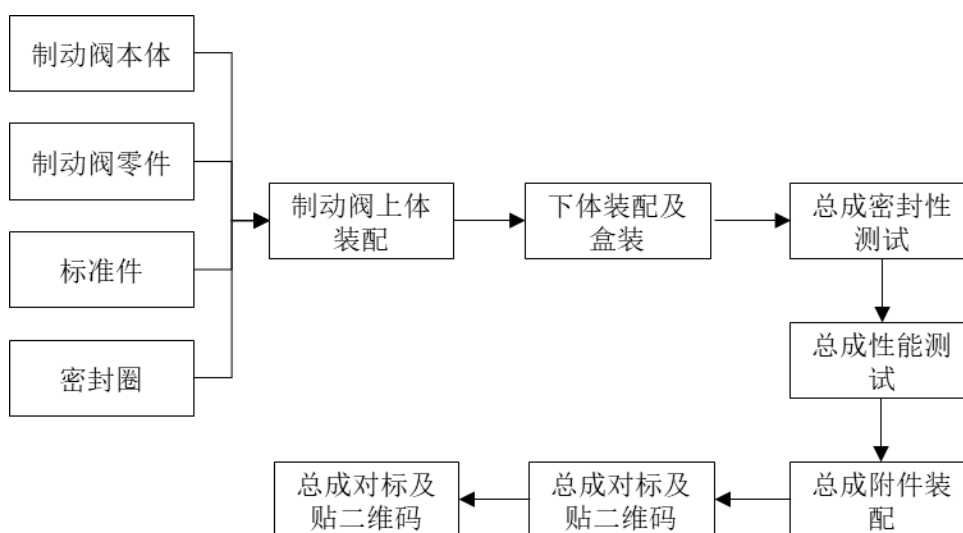 制动阀本体
制动阀零件
标准件
密封圈
制动阀上体
装配
下体装配及
盒装
总成密封性
测试
总成性能测
试
总成附件装
配
总成对标及
贴二维码
总成对标及
贴二维码